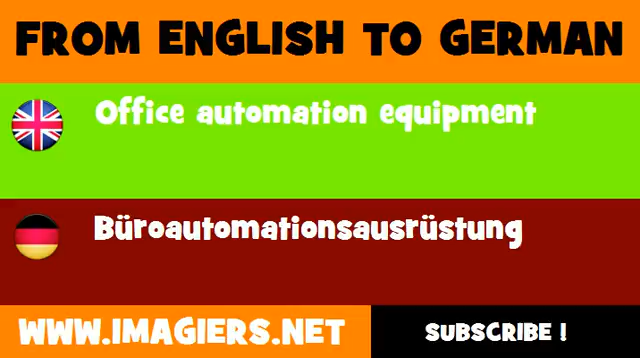 FROM ENGLISH TO GERMAN
Office automation equipment
Büroautomationsausrüstung
WWW.IMAGIERS.NET
SUBSCRIBE !